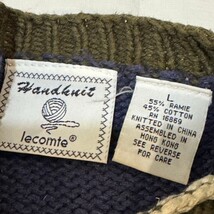 Handknit
lecomte®
L
55% RAMIE
45% COTTON
RN 16869
KNITTED IN CHINA
ASSEMBLED IN
HONG KONG
SEE REVERSE
FOR CARE